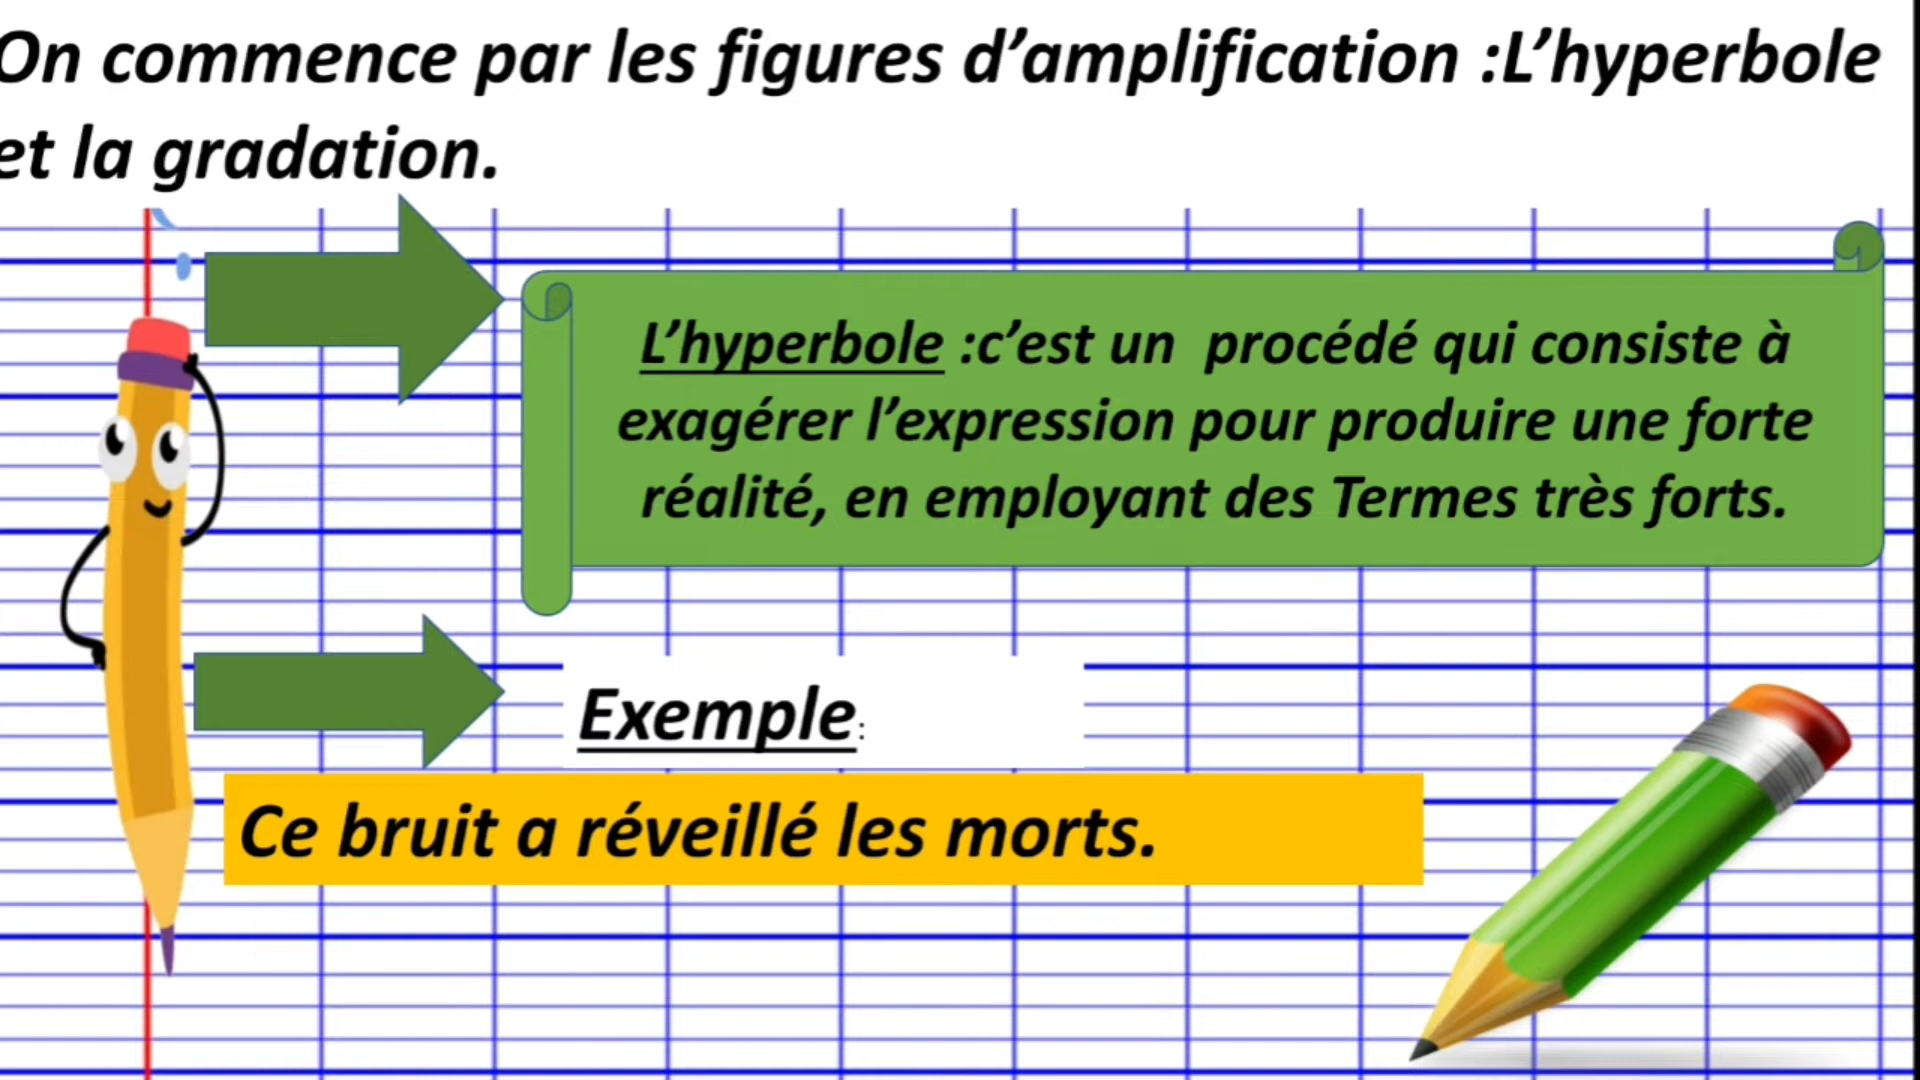 On commence par les figures d’amplification :L’hyperbole
et la gradation.
L’hyperbole :c’est un procédé qui consiste à
exagérer l’expression pour produire une forte
réalité, en employant des Termes très forts.
Exemple:
Ce bruit a réveillé les morts.